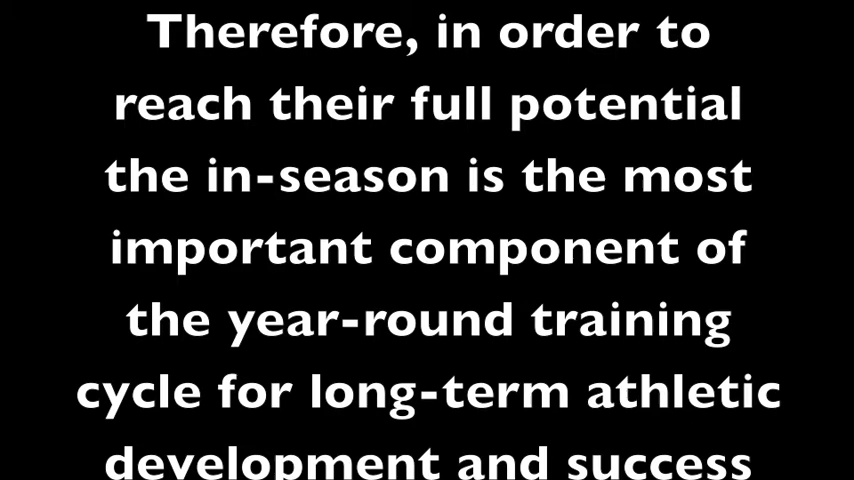 Therefore, in order to
reach their full potential
the in-season is the most
important component of
the year-round training
cycle for long-term athletic
development and success